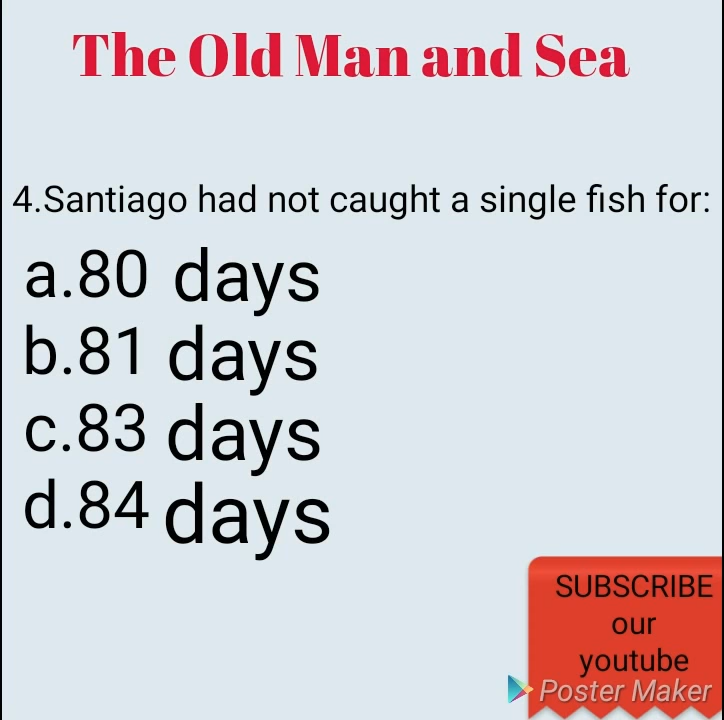 The Old Man and Sea
4.Santiago had not caught a single fish for:
a.80 days
b.81 days
c.83 days
d.84 days
SUBSCRIBE
our
youtube
Poster Maker